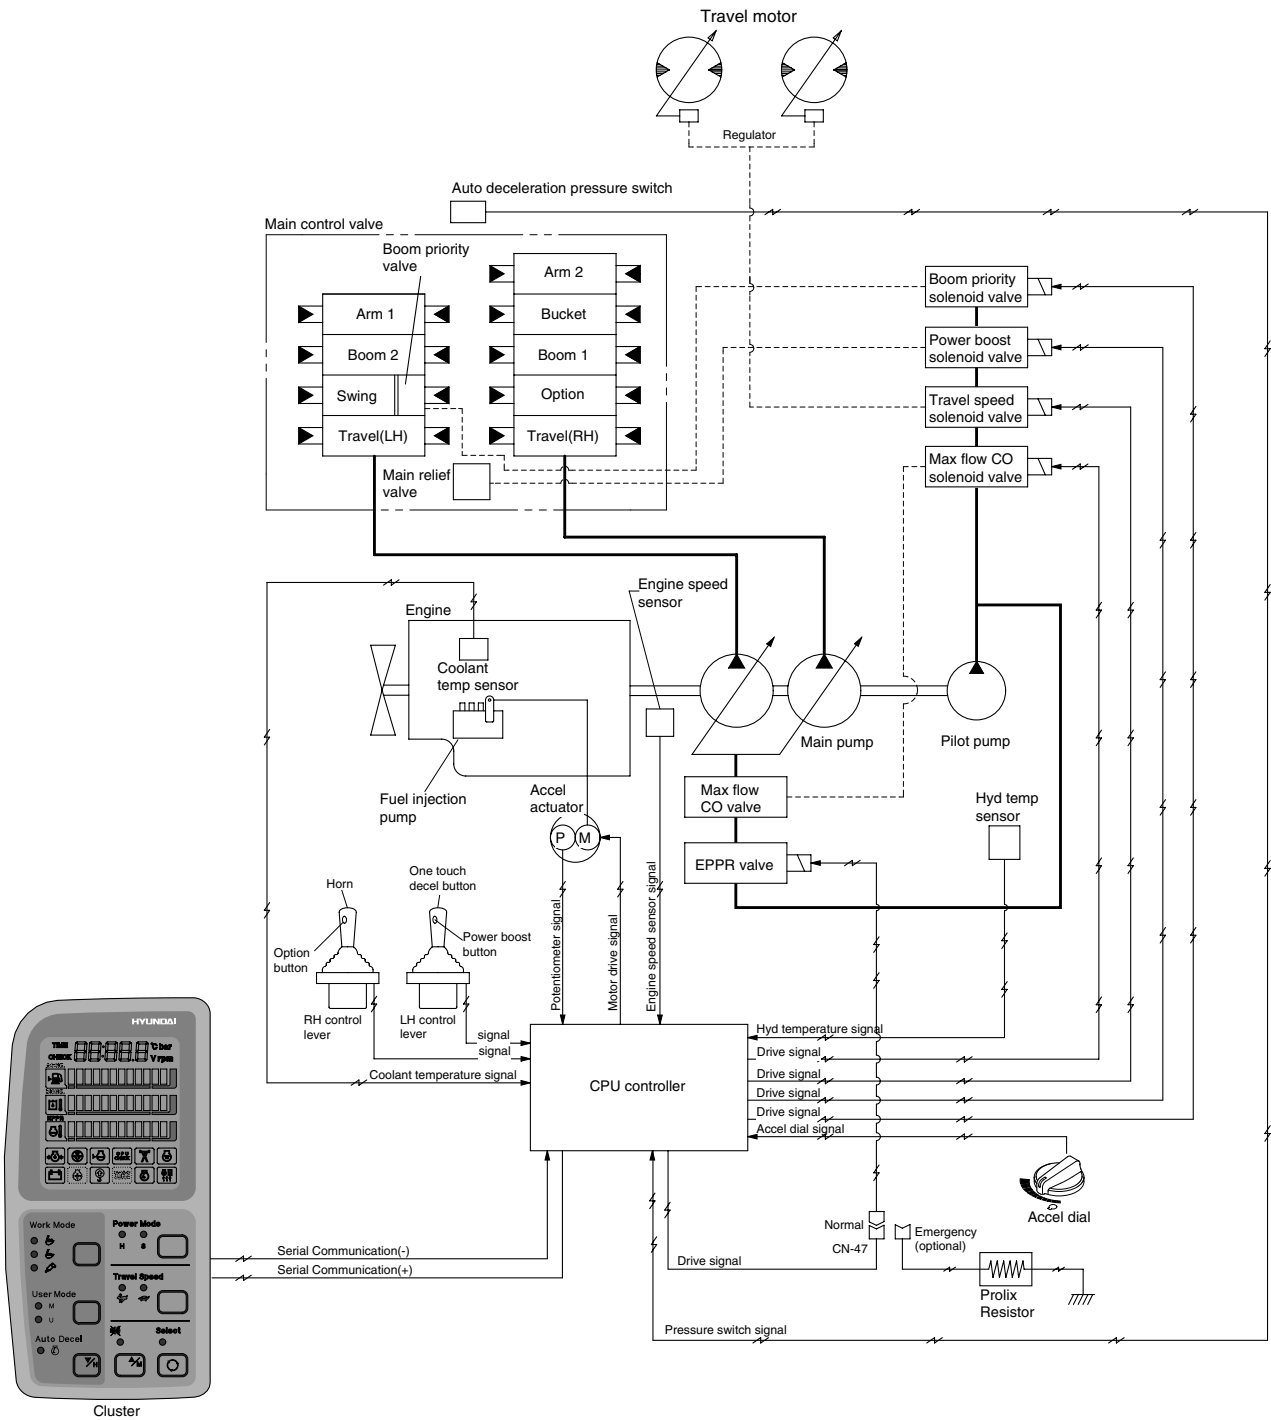 Travel motor
Regulator
Auto deceleration pressure switch
Main control valve
Boom priority
valve
Arm 2
Arm 1
Bucket
Boom 2
Boom 1
Swing
Option
Travel(LH)
Travel(RH)
Main relief
valve
Boom priority
solenoid valve
Power boost
solenoid valve
Travel speed
solenoid valve
Max flow CO
solenoid valve
Engine speed
sensor
Engine
Coolant
temp sensor
Main pump
Pilot pump
Fuel injection
pump
Accel
actuator
P
M
Max flow
CO valve
Hyd temp
sensor
EPPR valve
Horn
One touch
decel button
Option
button
Power boost
button
Potentiometer signal
Motor drive signal
Engine speed sensor signal
RH control
lever
LH control
lever
signal
signal
Coolant temperature signal
CPU controller
Hyd temperature signal
Drive signal
Drive signal
Drive signal
Drive signal
Accel dial signal
Accel dial
HYUNDAI
TIME
CHECK
88:88.8
℃bar
V rpm
Work Mode
Power Mode
H
S
Travel Speed
User Mode
M
U
Auto Decel
Select
▼/H
▲/M
Serial Communication(-)
Serial Communication(+)
Normal
CN-47
Emergency
(optional)
Drive signal
Prolix
Resistor
Pressure switch signal
Cluster